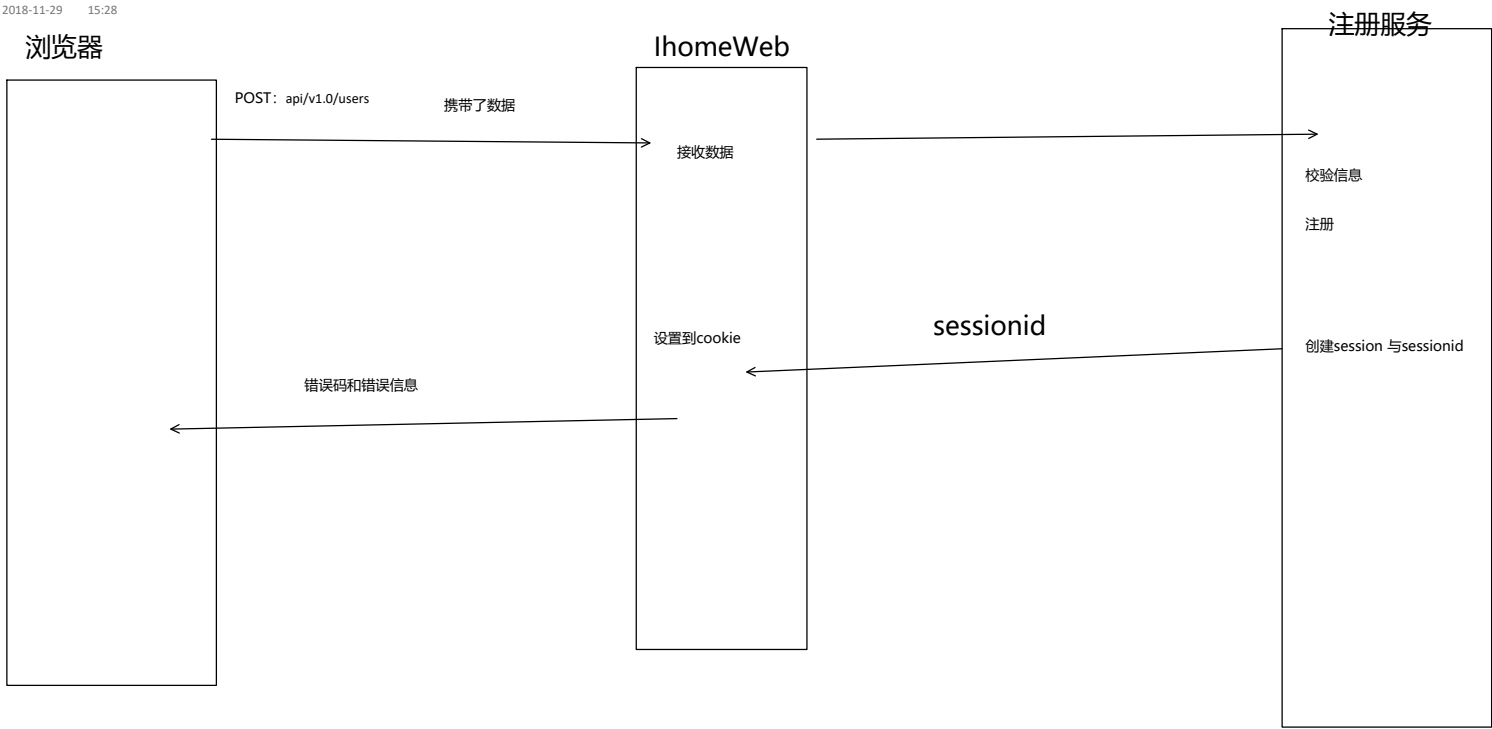 2018-11-29 15:28
浏览器
IhomeWeb
注册服务
POST：api/v1.0/users
携带了数据
接收数据
校验信息
注册
sessionid
设置到cookie
创建session 与sessionid
错误码和错误信息